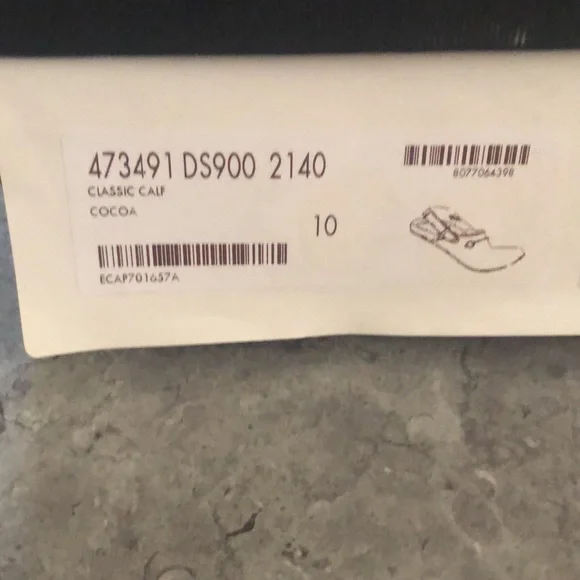 473491 DS900 2140
CLASSIC CALF
COCOA
10
8077064398
ECAP701657A